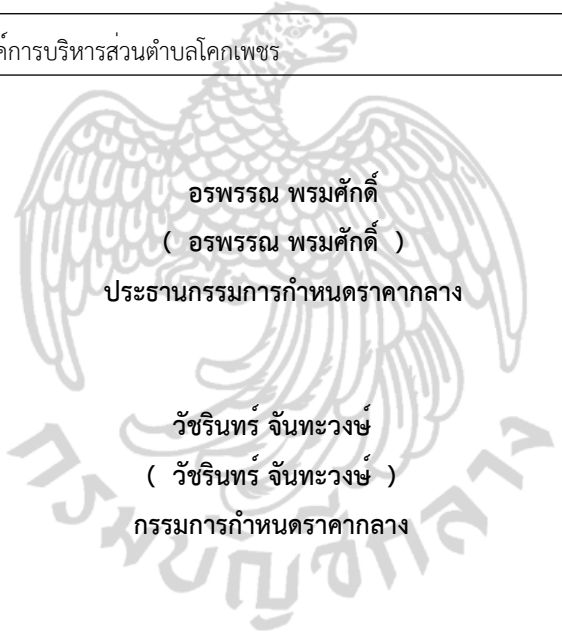 ค์การบริหารส่วนตำบลโคกเพชร
อรพรรณ พรมศักดิ์
( อรพรรณ พรมศักดิ์ )
ประธานกรรมการกำหนดราคากลาง
วัชรินทร์ จันทะวงษ์
( วัชรินทร์ จันทะวงษ์ )
กรรมการกำหนดราคากลาง
กรมบัญชีกลาง